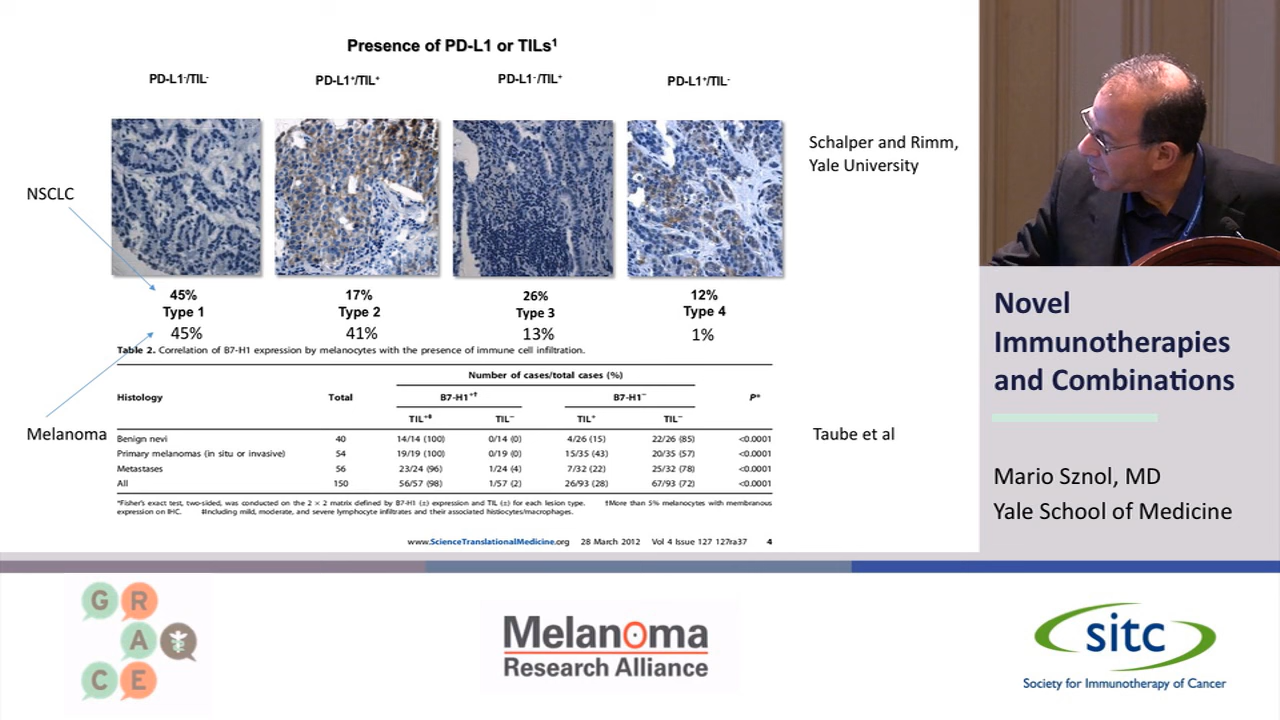 Presence of PD-L1 or TILs¹
PD-L1⁻/TIL⁻ PD-L1⁺/TIL⁺ PD-L1⁻/TIL⁺ PD-L1⁺/TIL⁻
Schalper and Rimm,
Yale University
NSCLC
45% 17% 26% 12%
Type 1 Type 2 Type 3 Type 4
45% 41% 13% 1%
Table 2. Correlation of B7-H1 expression by melanocytes with the presence of immune cell infiltration.
Number of cases/total cases (%)
Histology Total B7-H1⁺† B7-H1⁻ P*
TIL⁺‡ TIL⁻ TIL⁺ TIL⁻
Melanoma
Taube et al
Benign nevi 40 14/14 (100) 0/14 (0) 4/26 (15) 22/26 (85) <0.0001
Primary melanomas (in situ or invasive) 54 19/19 (100) 0/19 (0) 15/35 (43) 20/35 (57) <0.0001
Metastases 56 23/24 (96) 1/24 (4) 7/32 (22) 25/32 (78) <0.0001
All 150 56/57 (98) 1/57 (2) 26/93 (28) 67/93 (72) <0.0001
*Fisher's exact test, two-sided, was conducted on the 2 × 2 matrix defined by B7-H1 (±) expression and TIL (±) for each lesion type. †More than 5% melanocytes with membranous
expression on IHC. ‡Including mild, moderate, and severe lymphocyte infiltrates and their associated histiocytes/macrophages.
www.ScienceTranslationalMedicine.org 28 March 2012 Vol 4 Issue 127 127ra37 4
Novel
Immunotherapies
and Combinations
Mario Sznol, MD
Yale School of Medicine
G R
A
C E
Melanoma
Research Alliance
sitc
Society for Immunotherapy of Cancer